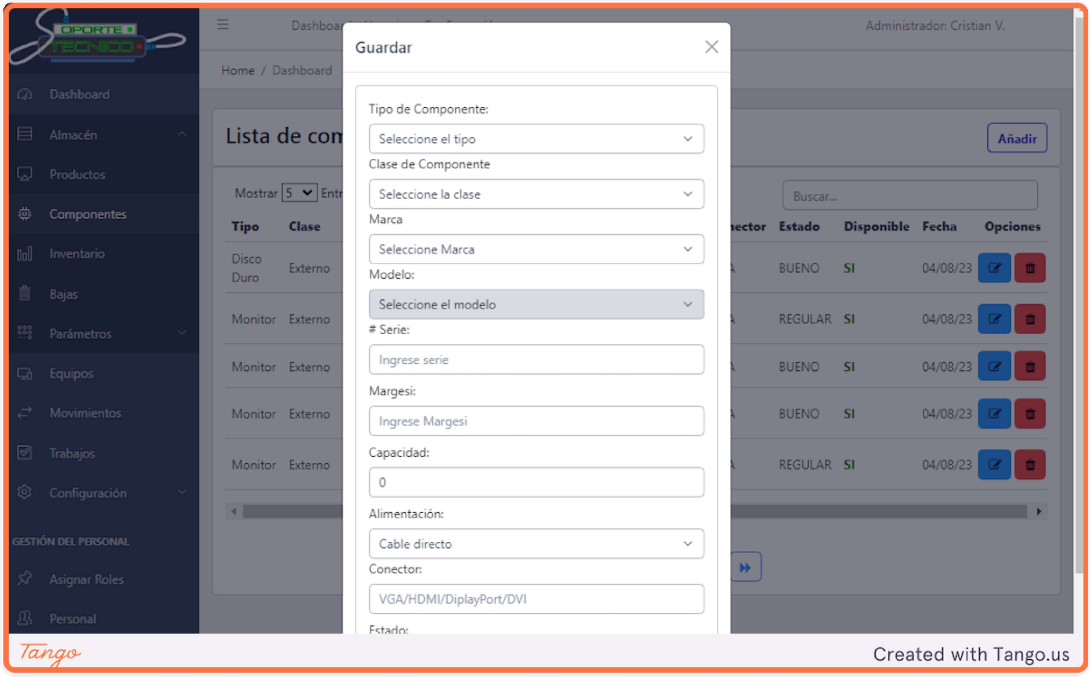 OPORTE
TECNICO
Dashboard
Administrador: Cristian V.
Home / Dashboard
Dashboard
Almacén
Productos
Componentes
Inventario
Bajas
Parámetros
Equipos
Movimientos
Trabajos
Configuración
GESTIÓN DEL PERSONAL
Asignar Roles
Personal
Lista de com
Añadir
Mostrar 5 Entr
Buscar...
Tipo Clase nector Estado Disponible Fecha Opciones
Disco Duro Externo A BUENO SI 04/08/23
Monitor Externo A REGULAR SI 04/08/23
Monitor Externo A BUENO SI 04/08/23
Monitor Externo A BUENO SI 04/08/23
Monitor Externo A REGULAR SI 04/08/23
Guardar
Tipo de Componente:
Seleccione el tipo
Clase de Componente
Seleccione la clase
Marca
Seleccione Marca
Modelo:
Seleccione el modelo
# Serie:
Ingrese serie
Margesi:
Ingrese Margesi
Capacidad:
0
Alimentación:
Cable directo
Conector:
VGA/HDMI/DiplayPort/DVI
Estado:
Tango
Created with Tango.us